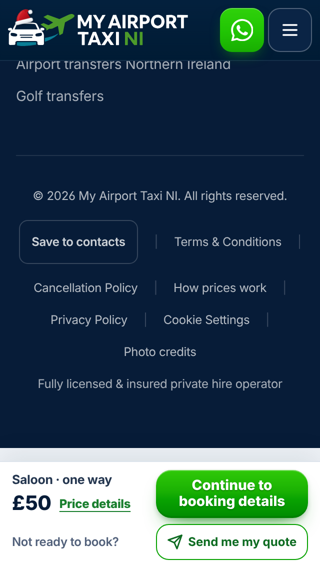 MY AIRPORT
TAXI NI
Airport transfers Northern Ireland
Golf transfers
© 2026 My Airport Taxi NI. All rights reserved.
Save to contacts | Terms & Conditions |
Cancellation Policy | How prices work |
Privacy Policy | Cookie Settings |
Photo credits
Fully licensed & insured private hire operator
Saloon · one way
£50 Price details
Continue to
booking details
Not ready to book?
Send me my quote